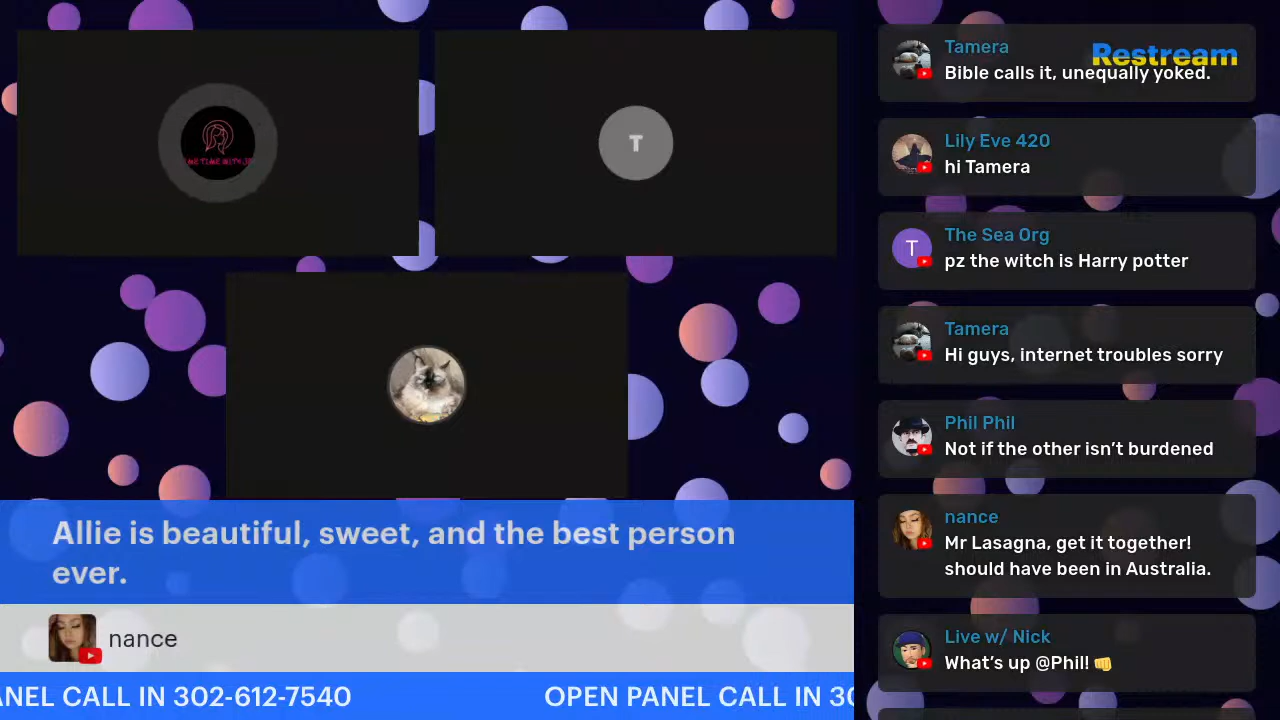 T
Allie is beautiful, sweet, and the best person
ever.
nance
ANEL CALL IN 302-612-7540
OPEN PANEL CALL IN 30
Restream
Tamera
Bible calls it, unequally yoked.
Lily Eve 420
hi Tamera
T
The Sea Org
pz the witch is Harry potter
Tamera
Hi guys, internet troubles sorry
Phil Phil
Not if the other isn’t burdened
nance
Mr Lasagna, get it together!
should have been in Australia.
Live w/ Nick
What’s up @Phil! 👊